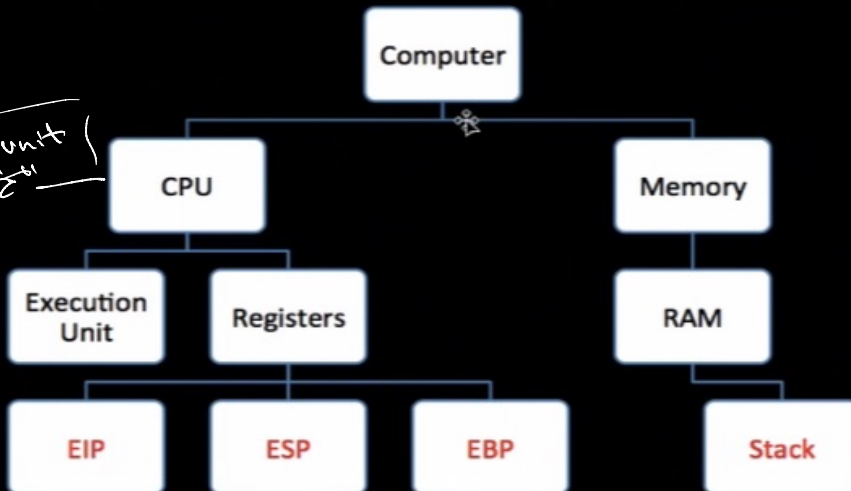 Computer
unit
CPU
Memory
Execution
Unit
Registers
RAM
EIP
ESP
EBP
Stack